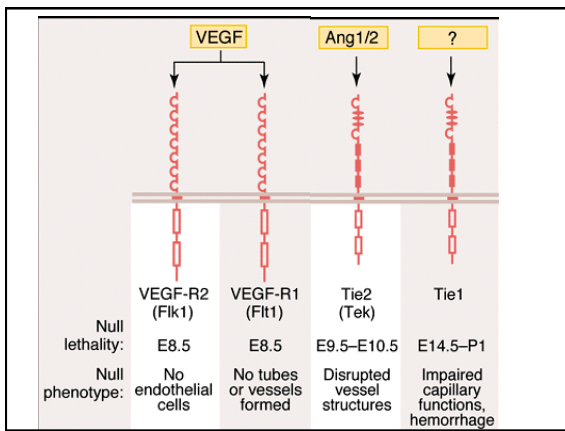 VEGF
Ang1/2
?
VEGF-R2
(Flk1)
VEGF-R1
(Flt1)
Tie2
(Tek)
Tie1
Null
lethality:
E8.5
E8.5
E9.5–E10.5
E14.5–P1
Null
phenotype:
No
endothelial
cells
No tubes
or vessels
formed
Disrupted
vessel
structures
Impaired
capillary
functions,
hemorrhage